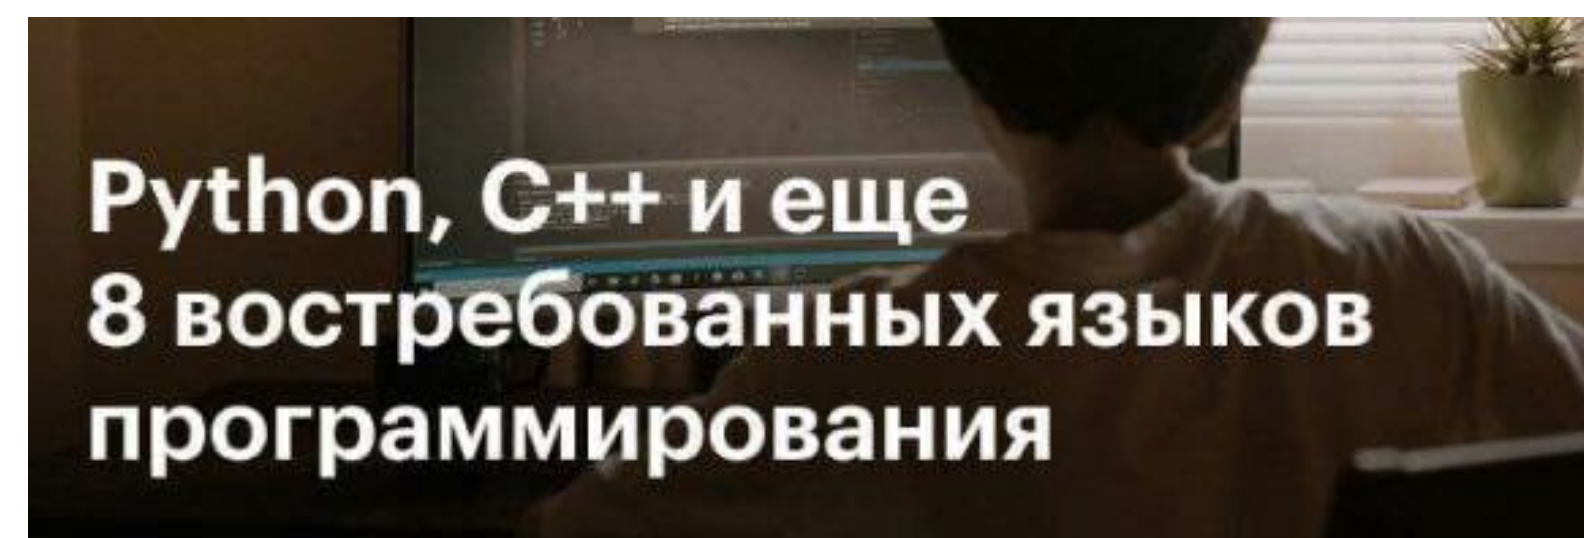 Python, C++ и еще
8 востребованных языков
программирования